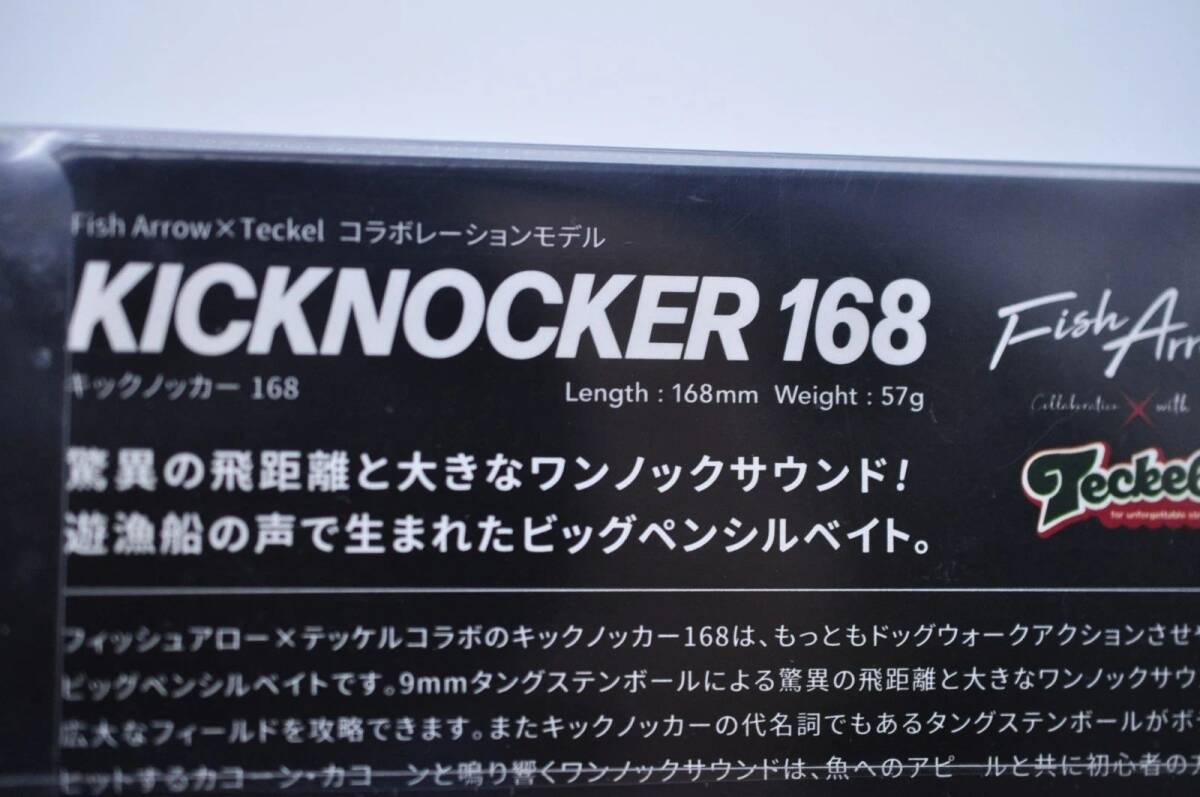 Fish Arrow×Teckel コラボレーションモデル
KICKNOCKER 168
キックノッカー 168
Length : 168mm Weight : 57g
驚異の飛距離と大きなワンノックサウンド!
遊漁船の声で生まれたビッグペンシルベイト。
フィッシュアロー×テッケルコラボのキックノッカー168は、もっともドッグウォークアクションさせ
ビッグペンシルベイトです。9mmタングステンボールによる驚異の飛距離と大きなワンノックサウ
広大なフィールドを攻略できます。またキックノッカーの代名詞でもあるタングステンボールがボ
ヒットするカコーン・カコーンと鳴り響くワンノックサウンドは、魚へのアピールと共に初心者の
Fish Arr
Collaboration × with
Teckel
for unforgettable